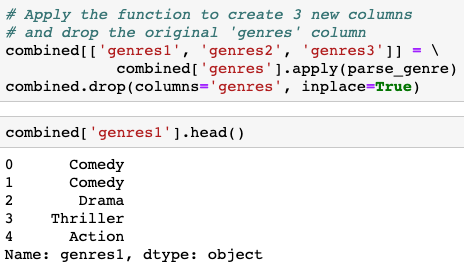 # Apply the function to create 3 new columns
# and drop the original 'genres' column
combined[['genres1', 'genres2', 'genres3']] = \
            combined['genres'].apply(parse_genre)
combined.drop(columns='genres', inplace=True)
combined['genres1'].head()
0      Comedy
1      Comedy
2       Drama
3    Thriller
4      Action
Name: genres1, dtype: object